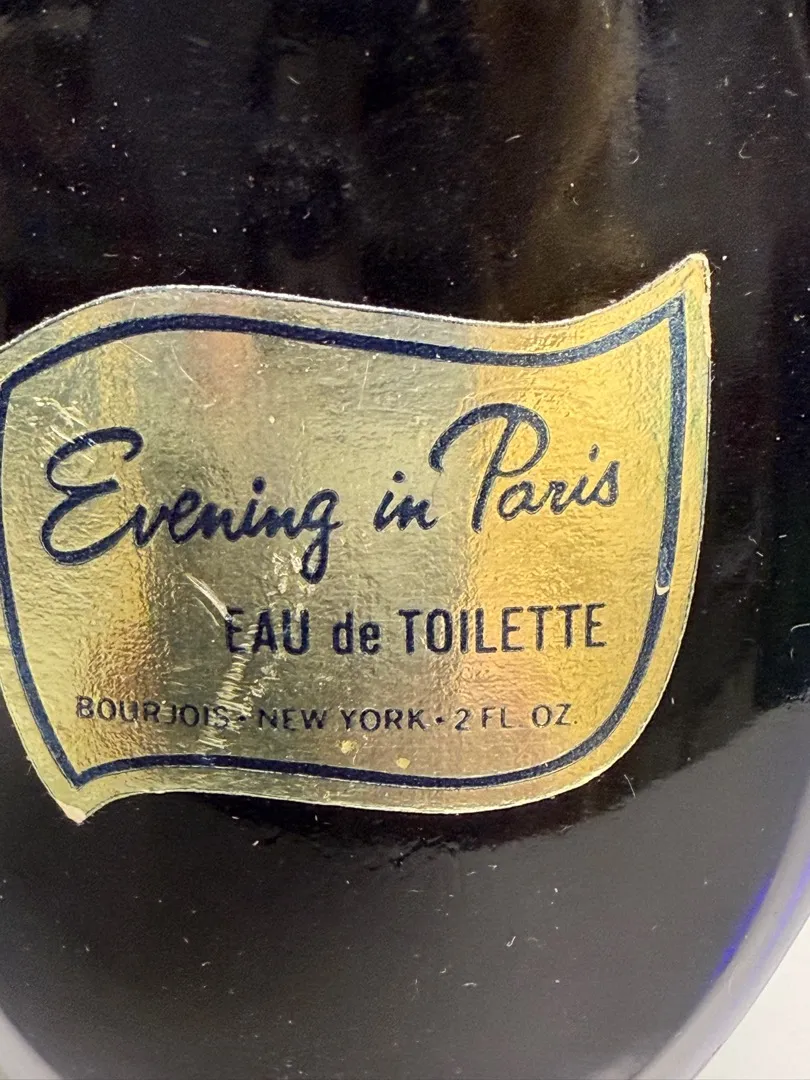 Evening in Paris
EAU de TOILETTE
BOURJOIS • NEW YORK • 2 FL. OZ.